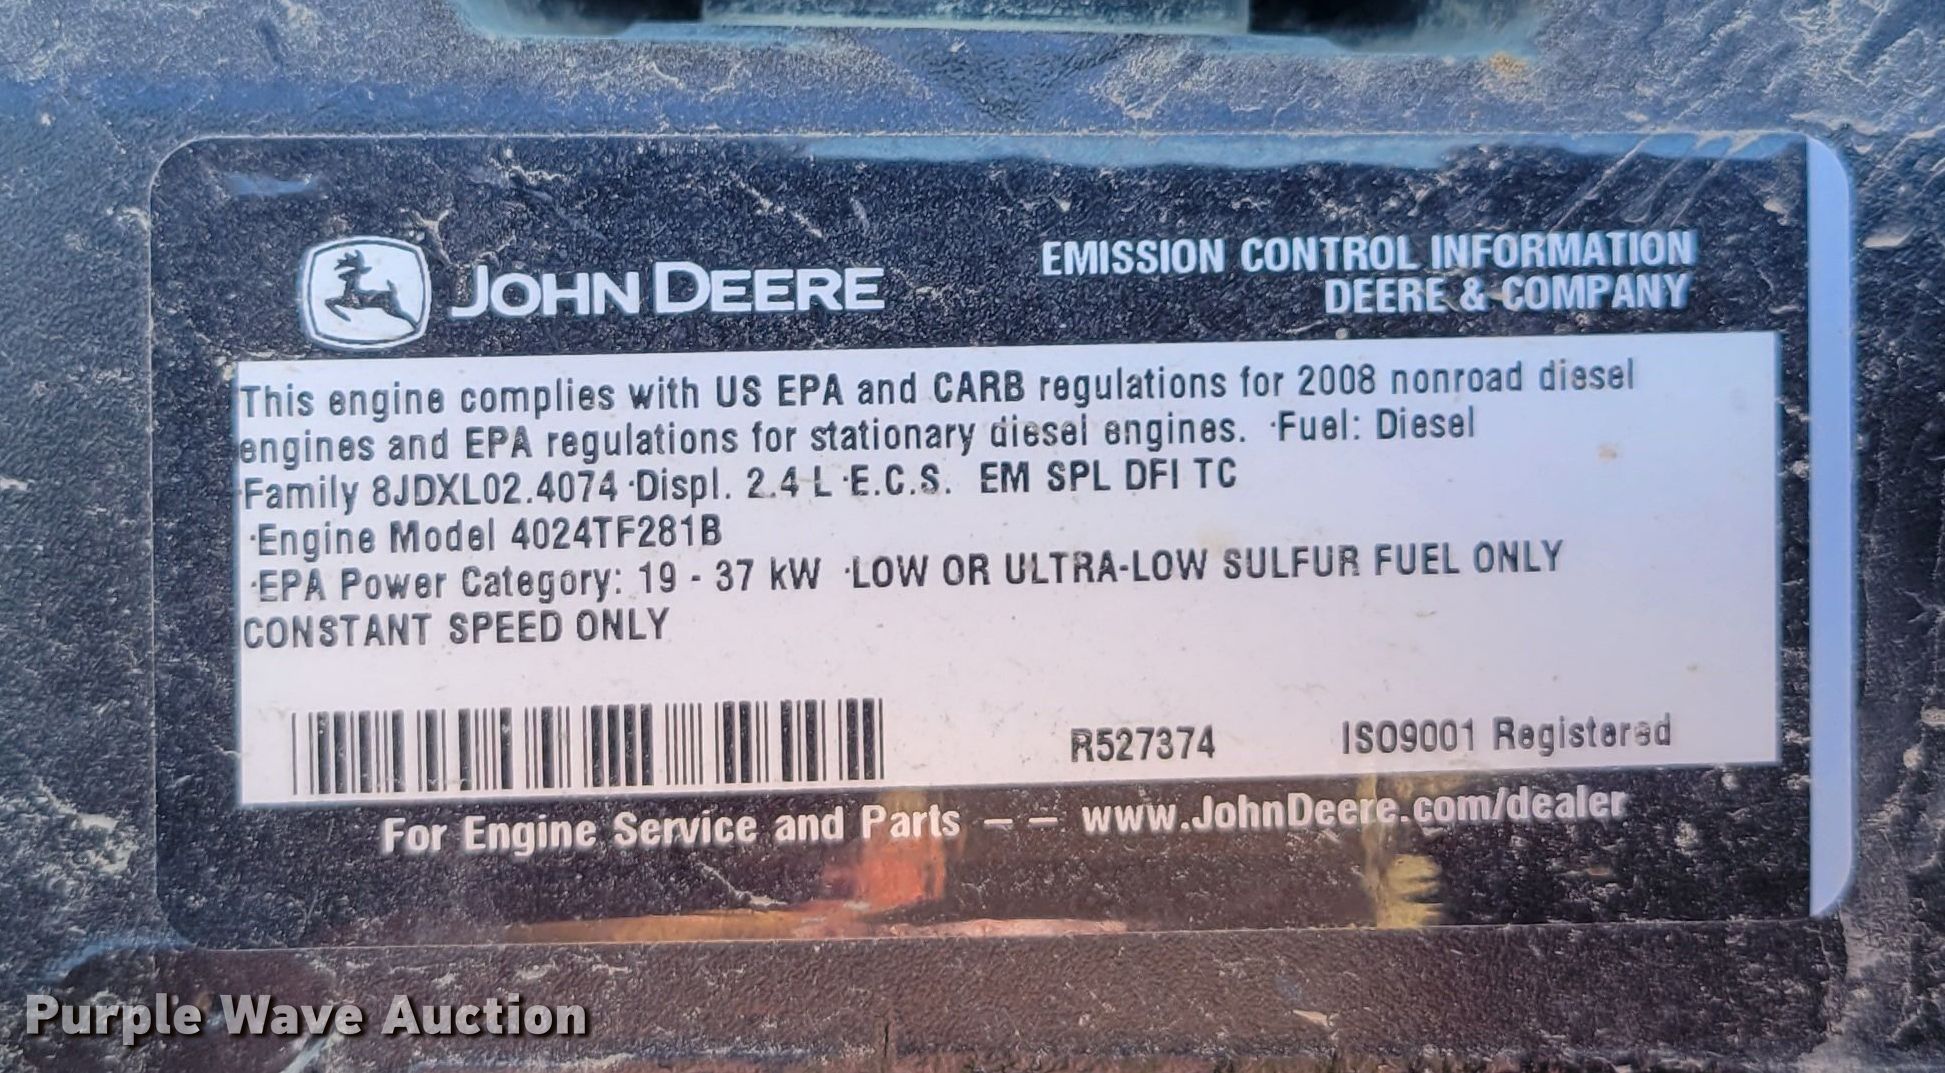 JOHN DEERE
EMISSION CONTROL INFORMATION
DEERE & COMPANY
This engine complies with US EPA and CARB regulations for 2008 nonroad diesel
engines and EPA regulations for stationary diesel engines. ·Fuel: Diesel
Family 8JDXL02.4074 ·Displ. 2.4 L ·E.C.S. EM SPL DFI TC
·Engine Model 4024TF281B
·EPA Power Category: 19 - 37 kW ·LOW OR ULTRA-LOW SULFUR FUEL ONLY
CONSTANT SPEED ONLY
R527374 ISO9001 Registered
For Engine Service and Parts – – www.JohnDeere.com/dealer
Purple Wave Auction